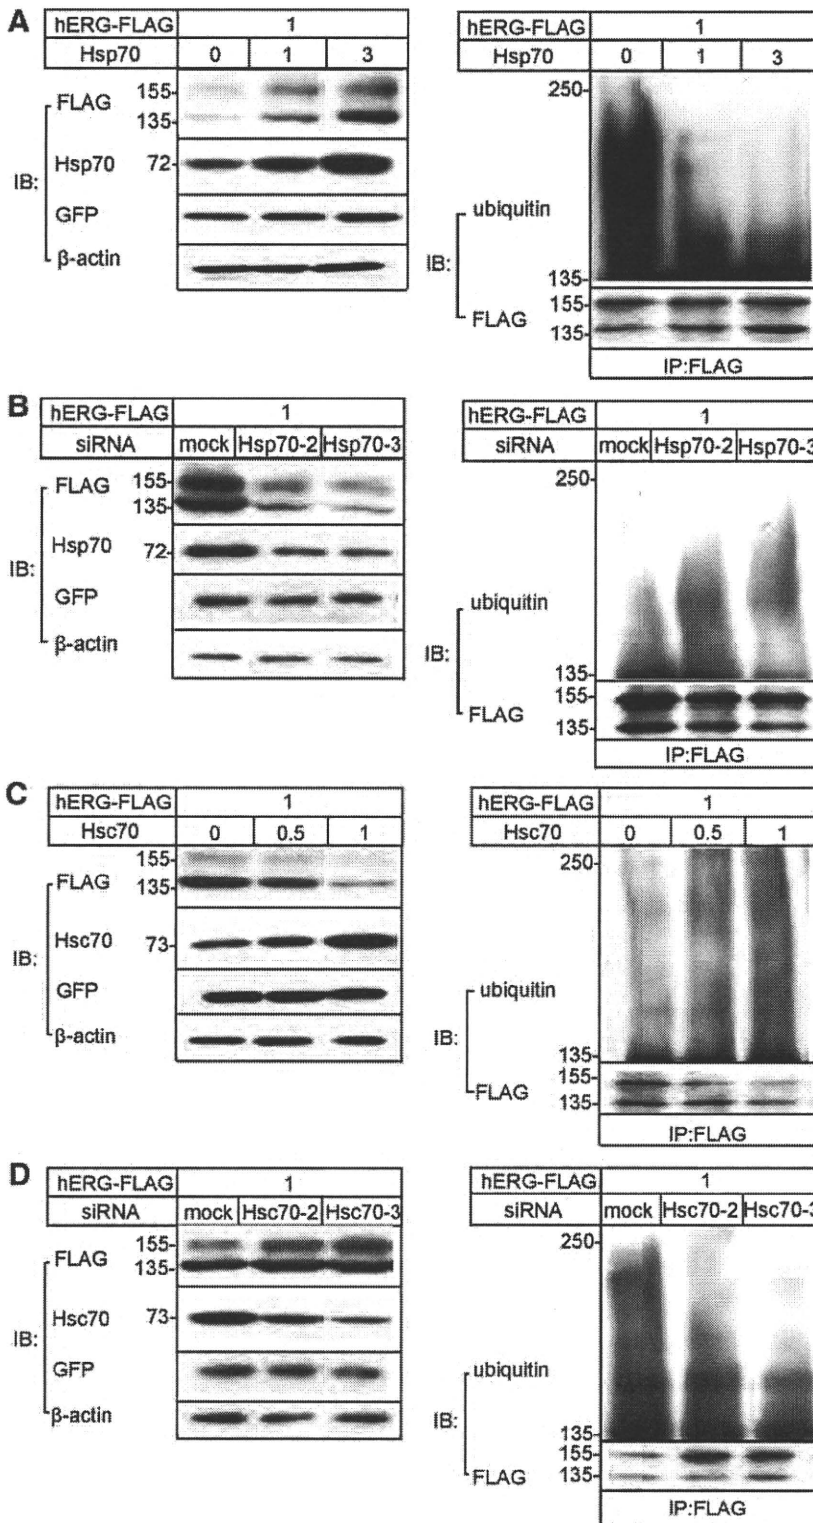 A
hERG-FLAG 1
Hsp70 0 1 3
FLAG 155-
135-
Hsp70 72-
IB:
GFP
β-actin
hERG-FLAG 1
Hsp70 0 1 3
250-
ubiquitin
IB:
135-
155-
FLAG
135-
IP:FLAG
B
hERG-FLAG 1
siRNA mock Hsp70-2 Hsp70-3
FLAG 155-
135-
Hsp70 72-
IB:
GFP
β-actin
hERG-FLAG 1
siRNA mock Hsp70-2 Hsp70-3
250-
ubiquitin
IB:
135-
155-
FLAG
135-
IP:FLAG
C
hERG-FLAG 1
Hsc70 0 0.5 1
155-
FLAG
135-
Hsc70 73-
IB:
GFP
β-actin
hERG-FLAG 1
Hsc70 0 0.5 1
250-
ubiquitin
IB:
135-
155-
FLAG
135-
IP:FLAG
D
hERG-FLAG 1
siRNA mock Hsc70-2 Hsc70-3
FLAG 155-
135-
Hsc70 73-
IB:
GFP
β-actin
hERG-FLAG 1
siRNA mock Hsc70-2 Hsc70-3
250-
ubiquitin
IB:
135-
155-
FLAG
135-
IP:FLAG